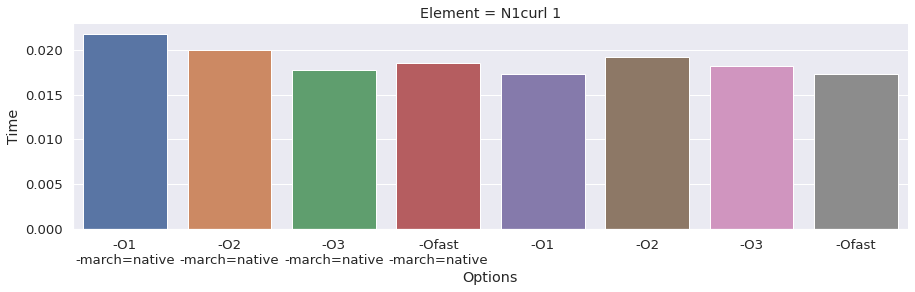 Element = N1curl 1
Time
0.020
0.015
0.010
0.005
0.000
-O1
-march=native
-O2
-march=native
-O3
-march=native
-Ofast
-march=native
-O1
-O2
-O3
-Ofast
Options